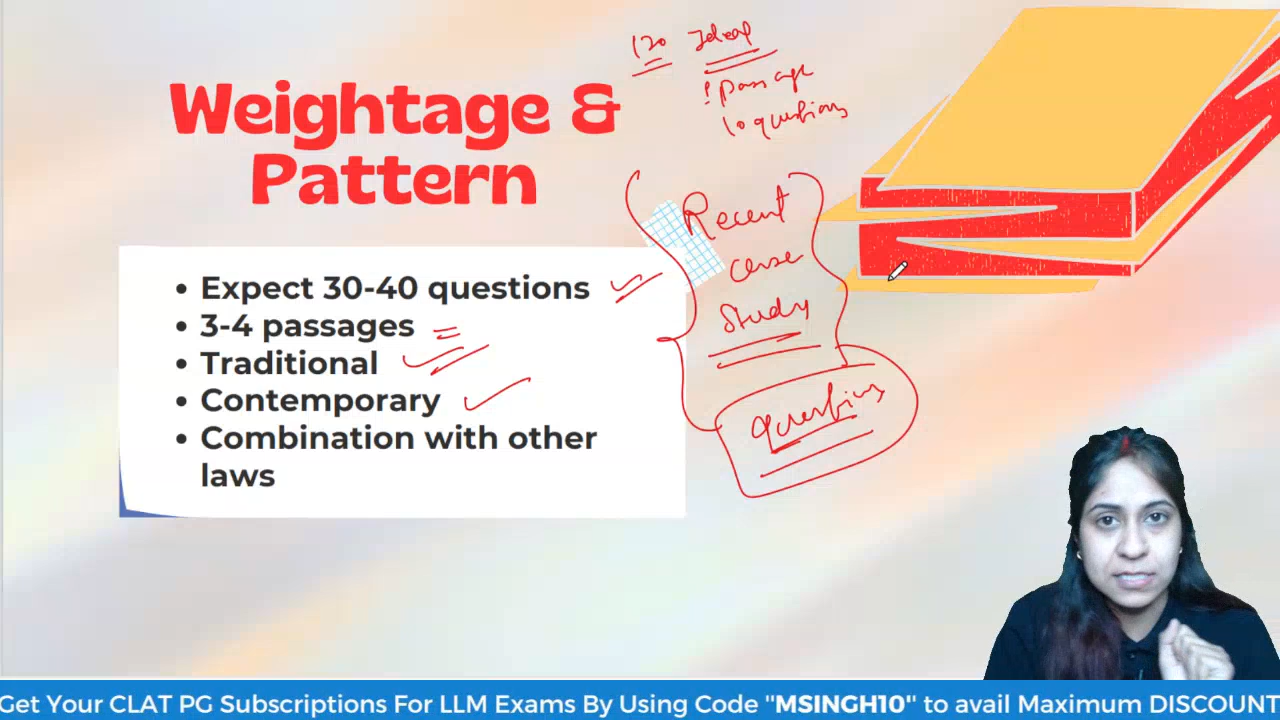 Weightage &
Pattern
• Expect 30-40 questions
• 3-4 passages
• Traditional
• Contemporary
• Combination with other
laws
120 Ideal
1 passage
10 questions
Recent
case
Study
questions
Get Your CLAT PG Subscriptions For LLM Exams By Using Code "MSINGH10" to avail Maximum DISCOUNT